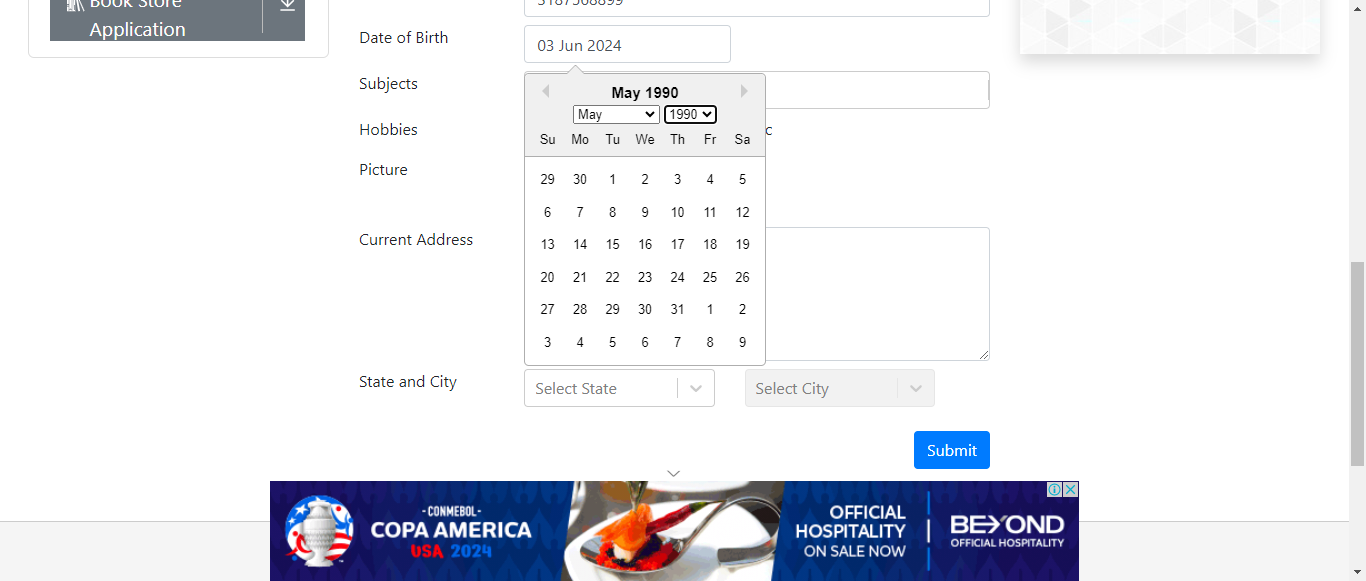 Book Store
Application
3187568899
Date of Birth
03 Jun 2024
Subjects
May 1990
May
1990
Hobbies
c
Su Mo Tu We Th Fr Sa
Picture
29 30 1 2 3 4 5
6 7 8 9 10 11 12
Current Address
13 14 15 16 17 18 19
20 21 22 23 24 25 26
27 28 29 30 31 1 2
3 4 5 6 7 8 9
State and City
Select State
Select City
Submit
-CONMEBOL-
COPA AMERICA
USA 2024
OFFICIAL
HOSPITALITY
ON SALE NOW
BEYOND
OFFICIAL HOSPITALITY